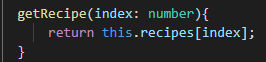 getRecipe(index: number){
    return this.recipes[index];
}